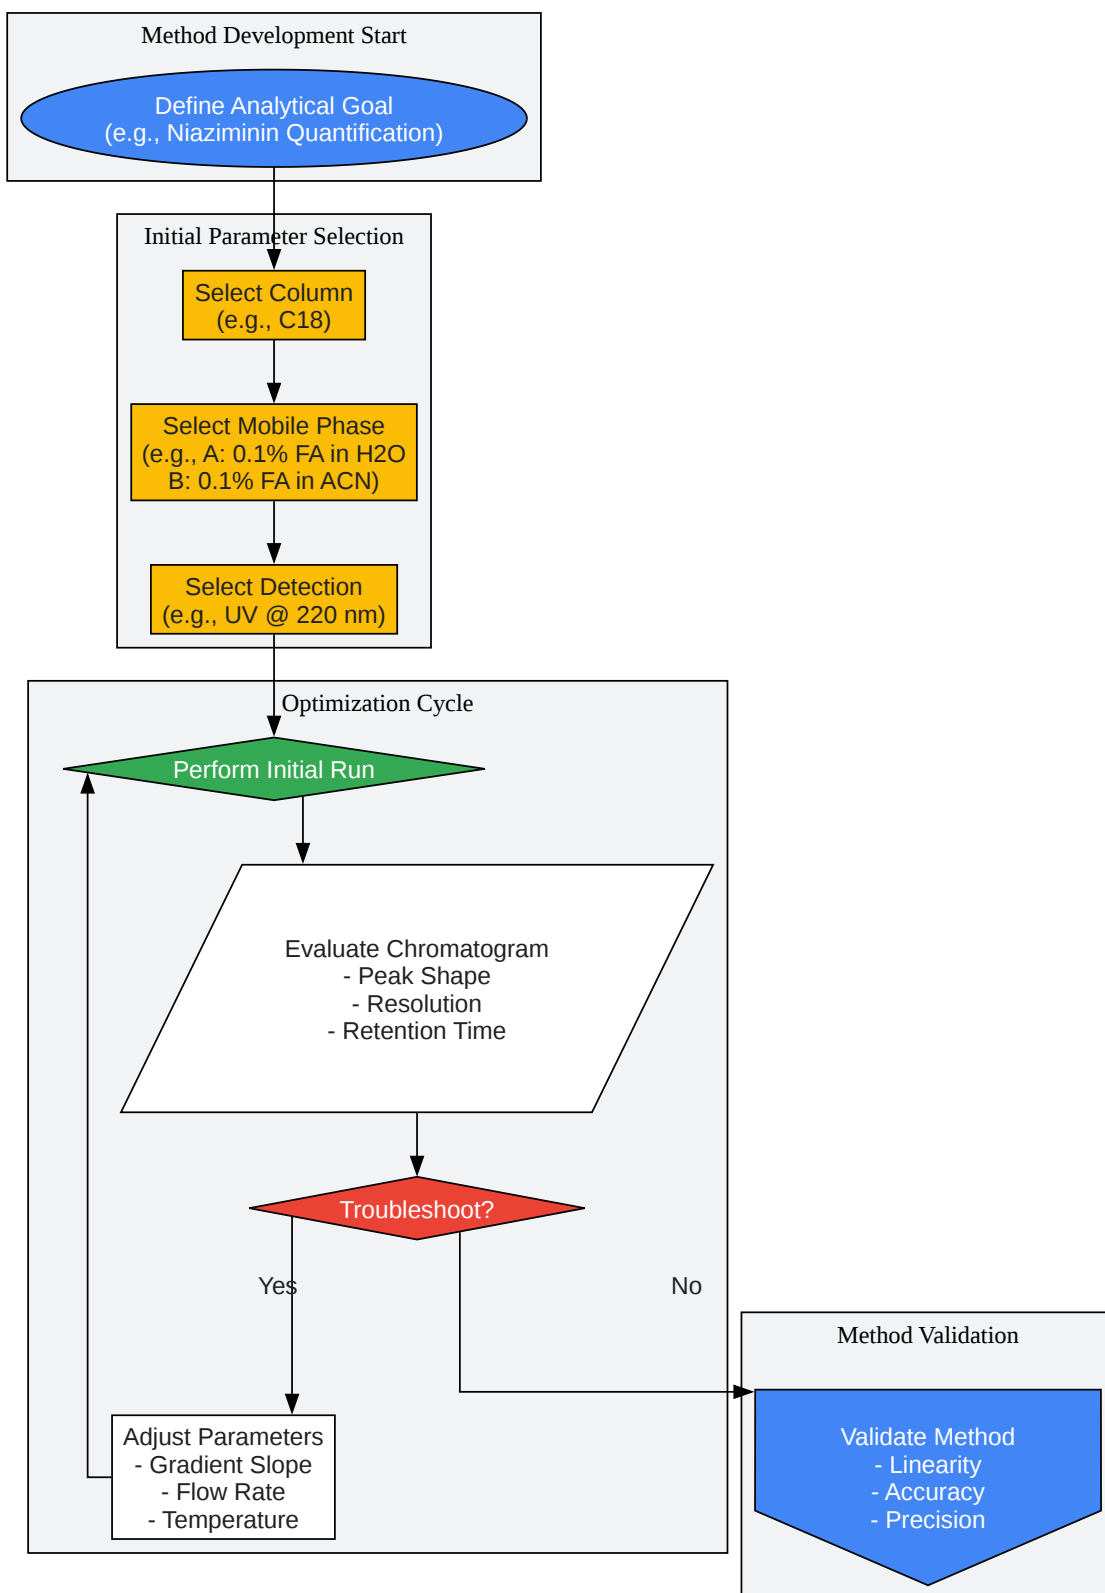 Method Development Start
Define Analytical Goal
(e.g., Niaziminin Quantification)
Initial Parameter Selection
Select Column
(e.g., C18)
Select Mobile Phase
(e.g., A: 0.1% FA in H2O
B: 0.1% FA in ACN)
Select Detection
(e.g., UV @ 220 nm)
Optimization Cycle
Perform Initial Run
Evaluate Chromatogram
- Peak Shape
- Resolution
- Retention Time
Troubleshoot?
Yes
No
Adjust Parameters
- Gradient Slope
- Flow Rate
- Temperature
Method Validation
Validate Method
- Linearity
- Accuracy
- Precision